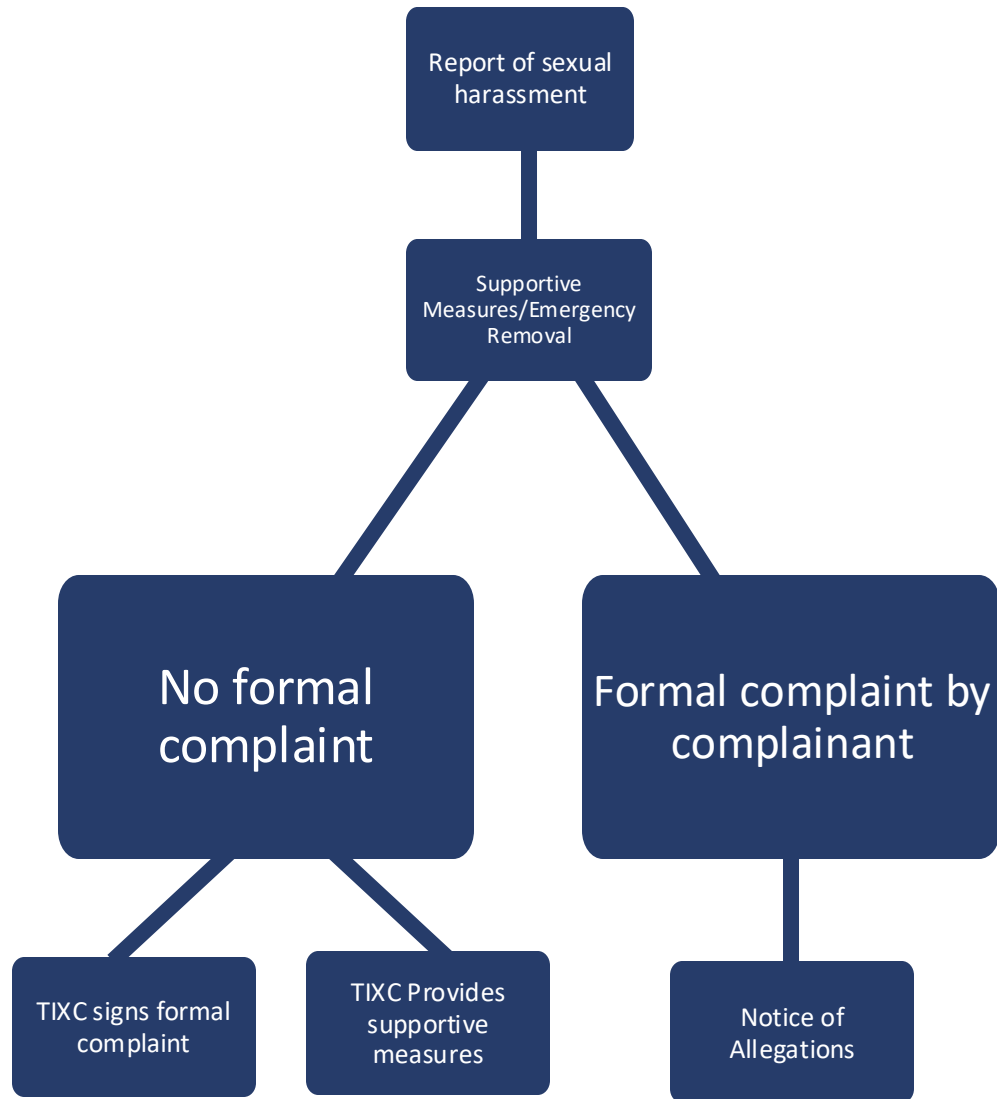 Report of sexual
harassment
Supportive
Measures/Emergency
Removal
No formal
complaint
Formal complaint by
complainant
TIXC signs formal
complaint
TIXC Provides
supportive
measures
Notice of
Allegations